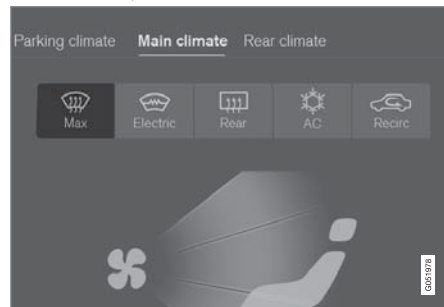 Parking climate Main climate Rear climate
Max Electric Rear AC Recirc
G051978